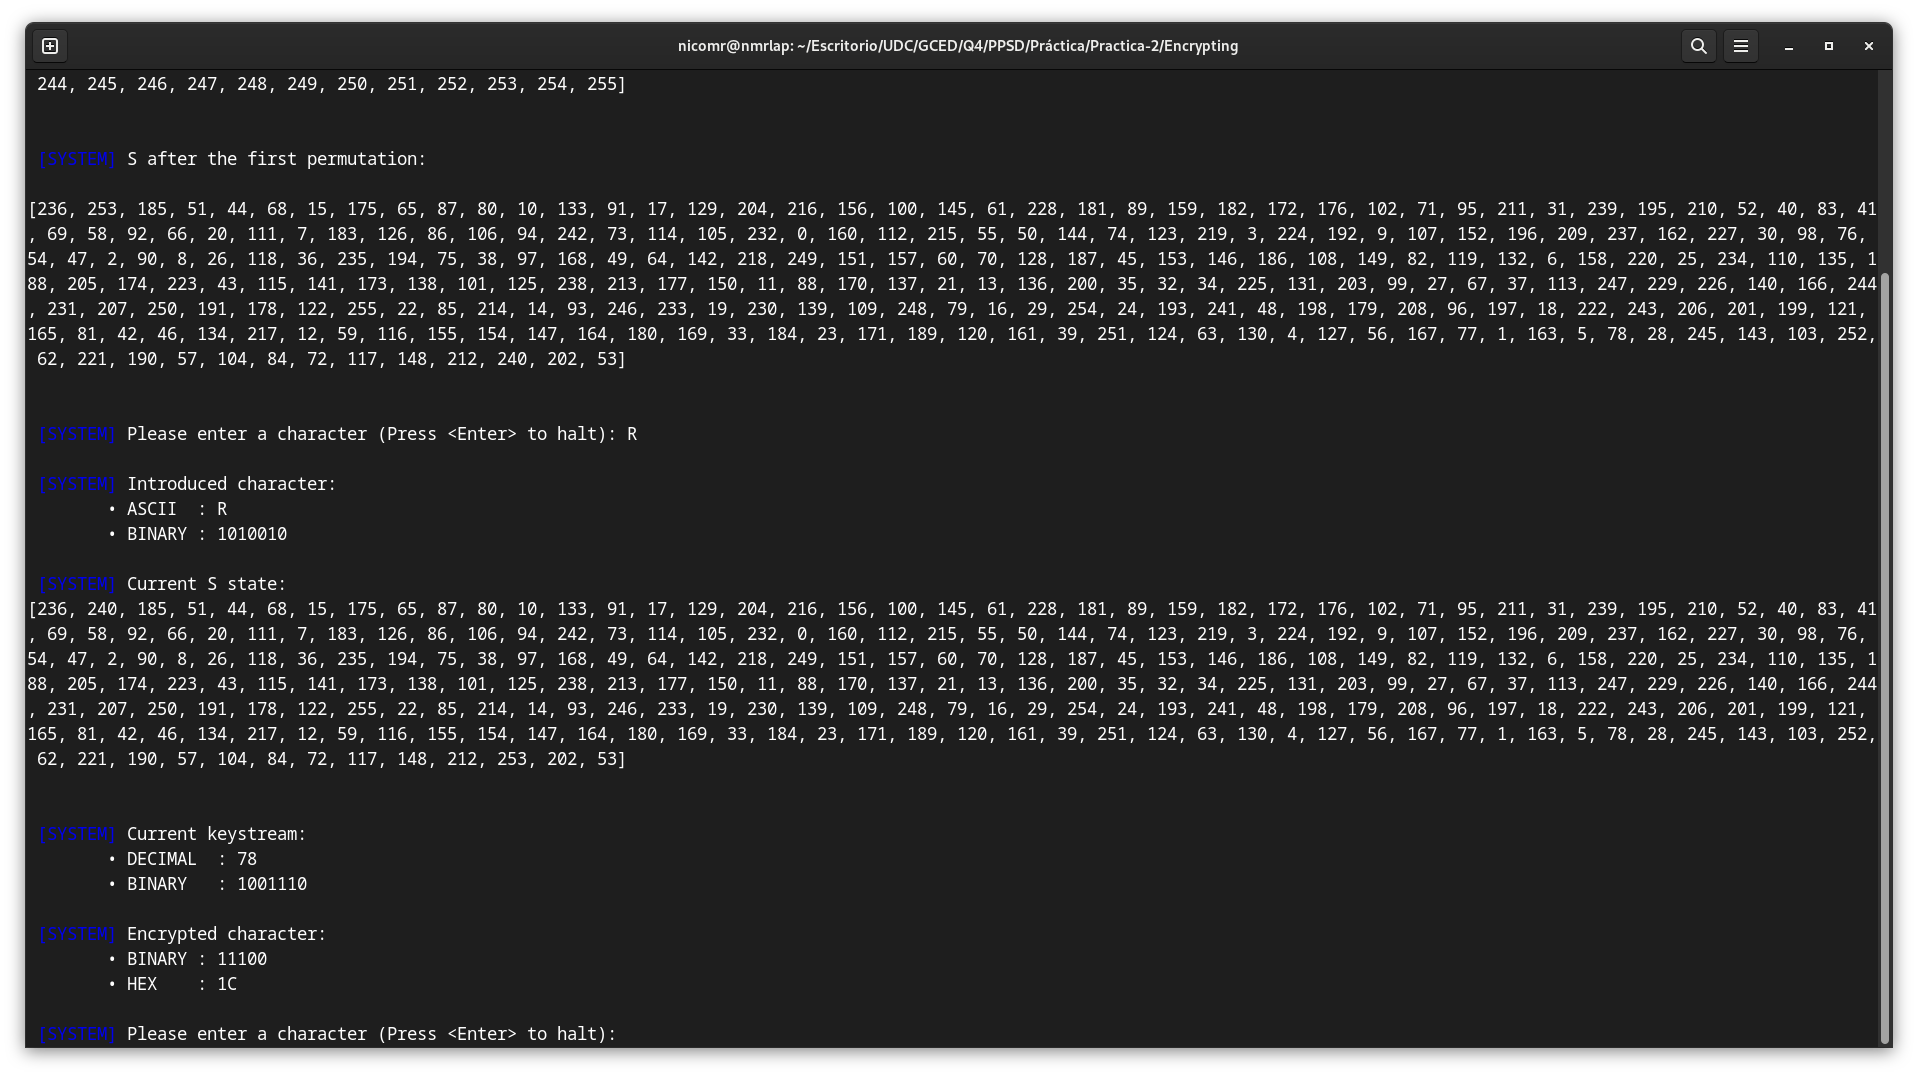 nicomr@nmrlap: ~/Escritorio/UDC/GCED/Q4/PPSD/Práctica/Practica-2/Encrypting
244, 245, 246, 247, 248, 249, 250, 251, 252, 253, 254, 255]
[SYSTEM] S after the first permutation:
[236, 253, 185, 51, 44, 68, 15, 175, 65, 87, 80, 10, 133, 91, 17, 129, 204, 216, 156, 100, 145, 61, 228, 181, 89, 159, 182, 172, 176, 102, 71, 95, 211, 31, 239, 195, 210, 52, 40, 83, 41
, 69, 58, 92, 66, 20, 111, 7, 183, 126, 86, 106, 94, 242, 73, 114, 105, 232, 0, 160, 112, 215, 55, 50, 144, 74, 123, 219, 3, 224, 192, 9, 107, 152, 196, 209, 237, 162, 227, 30, 98, 76,
54, 47, 2, 90, 8, 26, 118, 36, 235, 194, 75, 38, 97, 168, 49, 64, 142, 218, 249, 151, 157, 60, 70, 128, 187, 45, 153, 146, 186, 108, 149, 82, 119, 132, 6, 158, 220, 25, 234, 110, 135, 1
88, 205, 174, 223, 43, 115, 141, 173, 138, 101, 125, 238, 213, 177, 150, 11, 88, 170, 137, 21, 13, 136, 200, 35, 32, 34, 225, 131, 203, 99, 27, 67, 37, 113, 247, 229, 226, 140, 166, 244
, 231, 207, 250, 191, 178, 122, 255, 22, 85, 214, 14, 93, 246, 233, 19, 230, 139, 109, 248, 79, 16, 29, 254, 24, 193, 241, 48, 198, 179, 208, 96, 197, 18, 222, 243, 206, 201, 199, 121,
165, 81, 42, 46, 134, 217, 12, 59, 116, 155, 154, 147, 164, 180, 169, 33, 184, 23, 171, 189, 120, 161, 39, 251, 124, 63, 130, 4, 127, 56, 167, 77, 1, 163, 5, 78, 28, 245, 143, 103, 252,
62, 221, 190, 57, 104, 84, 72, 117, 148, 212, 240, 202, 53]
[SYSTEM] Please enter a character (Press <Enter> to halt): R
[SYSTEM] Introduced character:
• ASCII : R
• BINARY : 1010010
[SYSTEM] Current S state:
[236, 240, 185, 51, 44, 68, 15, 175, 65, 87, 80, 10, 133, 91, 17, 129, 204, 216, 156, 100, 145, 61, 228, 181, 89, 159, 182, 172, 176, 102, 71, 95, 211, 31, 239, 195, 210, 52, 40, 83, 41
, 69, 58, 92, 66, 20, 111, 7, 183, 126, 86, 106, 94, 242, 73, 114, 105, 232, 0, 160, 112, 215, 55, 50, 144, 74, 123, 219, 3, 224, 192, 9, 107, 152, 196, 209, 237, 162, 227, 30, 98, 76,
54, 47, 2, 90, 8, 26, 118, 36, 235, 194, 75, 38, 97, 168, 49, 64, 142, 218, 249, 151, 157, 60, 70, 128, 187, 45, 153, 146, 186, 108, 149, 82, 119, 132, 6, 158, 220, 25, 234, 110, 135, 1
88, 205, 174, 223, 43, 115, 141, 173, 138, 101, 125, 238, 213, 177, 150, 11, 88, 170, 137, 21, 13, 136, 200, 35, 32, 34, 225, 131, 203, 99, 27, 67, 37, 113, 247, 229, 226, 140, 166, 244
, 231, 207, 250, 191, 178, 122, 255, 22, 85, 214, 14, 93, 246, 233, 19, 230, 139, 109, 248, 79, 16, 29, 254, 24, 193, 241, 48, 198, 179, 208, 96, 197, 18, 222, 243, 206, 201, 199, 121,
165, 81, 42, 46, 134, 217, 12, 59, 116, 155, 154, 147, 164, 180, 169, 33, 184, 23, 171, 189, 120, 161, 39, 251, 124, 63, 130, 4, 127, 56, 167, 77, 1, 163, 5, 78, 28, 245, 143, 103, 252,
62, 221, 190, 57, 104, 84, 72, 117, 148, 212, 253, 202, 53]
[SYSTEM] Current keystream:
• DECIMAL : 78
• BINARY : 1001110
[SYSTEM] Encrypted character:
• BINARY : 11100
• HEX : 1C
[SYSTEM] Please enter a character (Press <Enter> to halt):